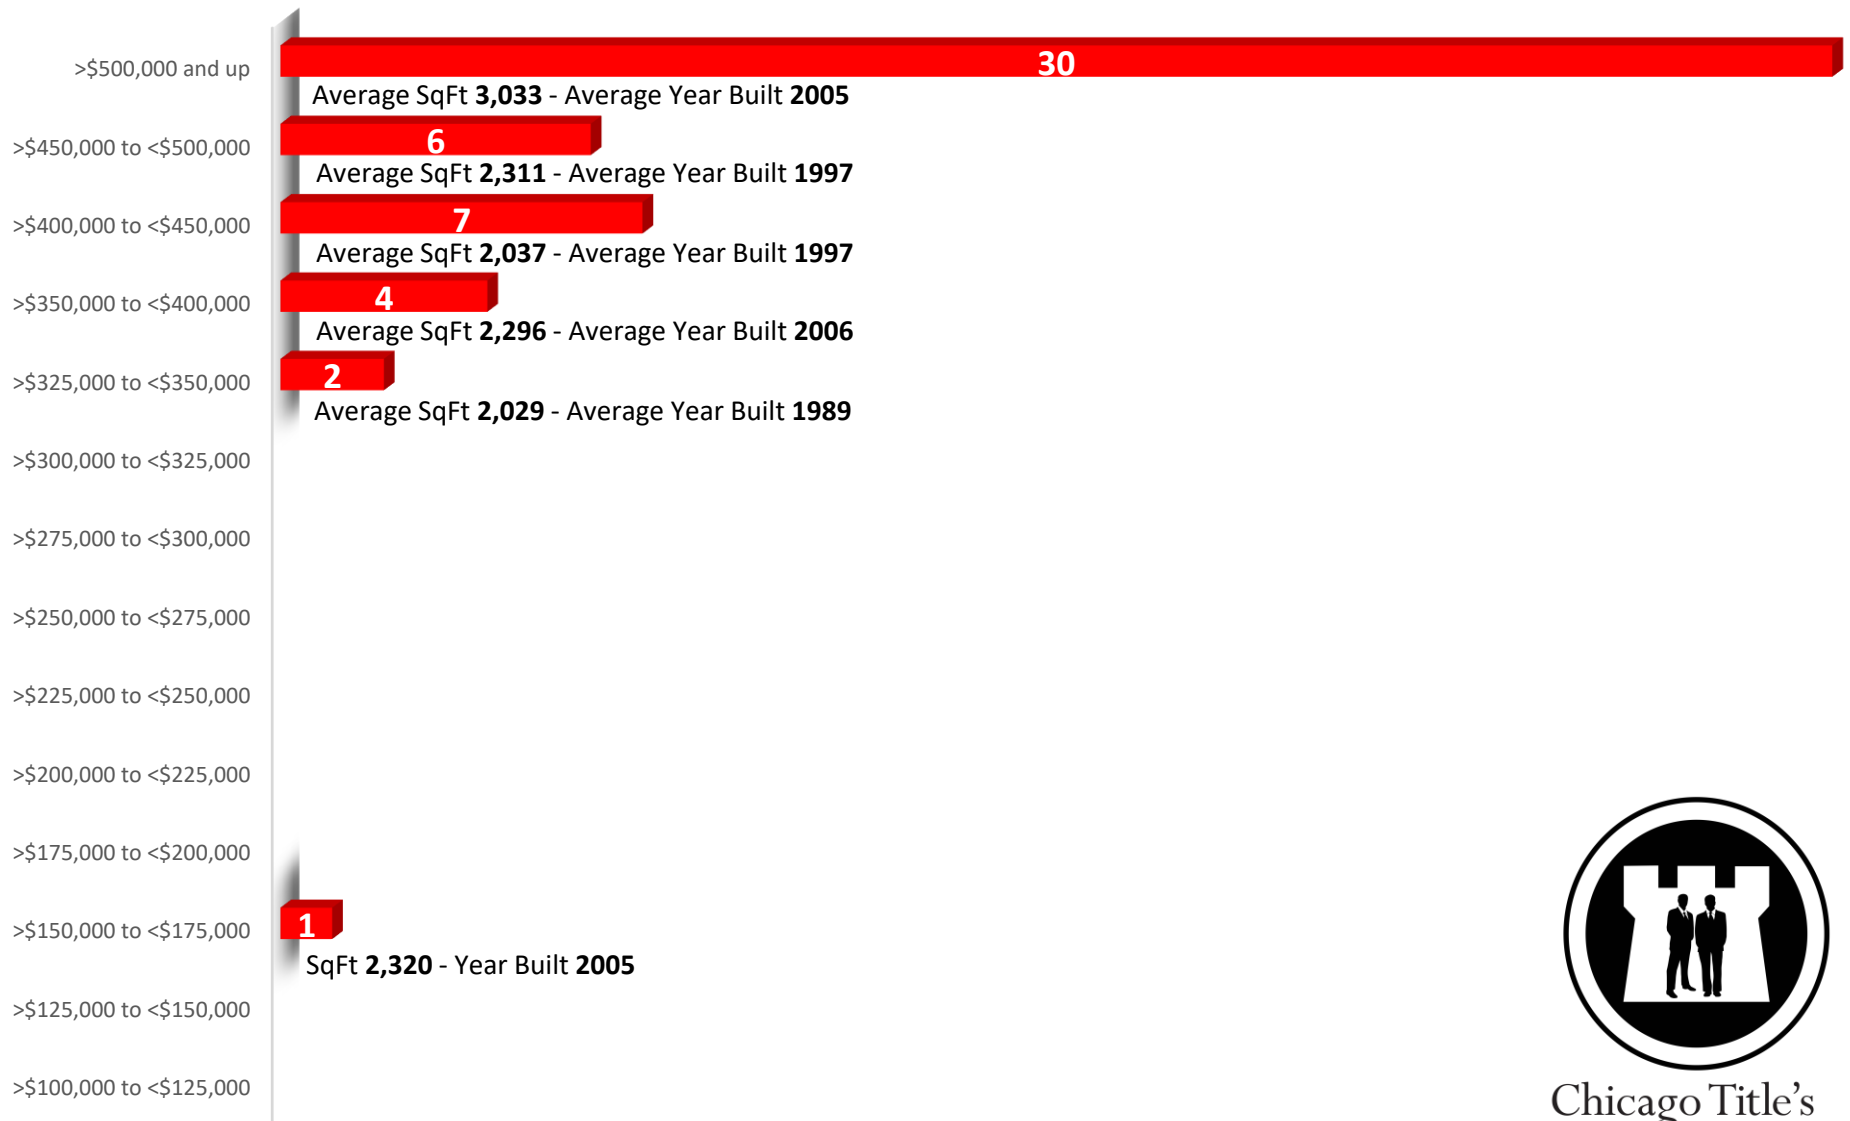 >$500,000 and up
30
Average SqFt 3,033 - Average Year Built 2005
>$450,000 to <$500,000
6
Average SqFt 2,311 - Average Year Built 1997
>$400,000 to <$450,000
7
Average SqFt 2,037 - Average Year Built 1997
>$350,000 to <$400,000
4
Average SqFt 2,296 - Average Year Built 2006
>$325,000 to <$350,000
2
Average SqFt 2,029 - Average Year Built 1989
>$300,000 to <$325,000
>$275,000 to <$300,000
>$250,000 to <$275,000
>$225,000 to <$250,000
>$200,000 to <$225,000
>$175,000 to <$200,000
>$150,000 to <$175,000
1
SqFt 2,320 - Year Built 2005
>$125,000 to <$150,000
>$100,000 to <$125,000
Chicago Title's